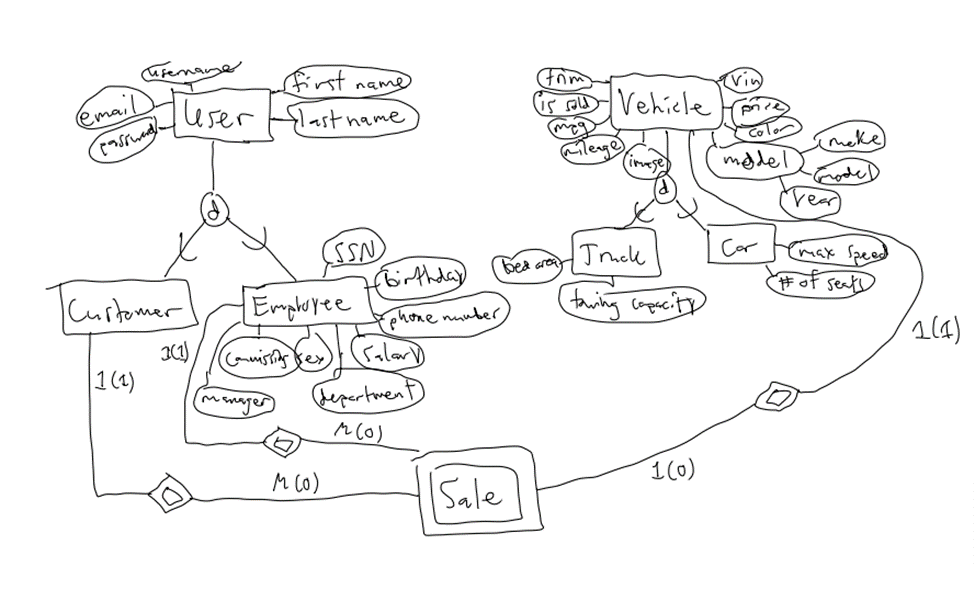 username
first name
email
User
last name
password
d
Customer
Employee
SSN
birthday
phone number
salary
sex
department
manager
1(1)
1(1)
M(0)
M(0)
Sale
1(0)
1(1)
trim
is sold
mpg
mileage
image
Vehicle
vin
price
color
model
make
model
year
d
Truck
bed area
towing capacity
Car
max speed
# of seats